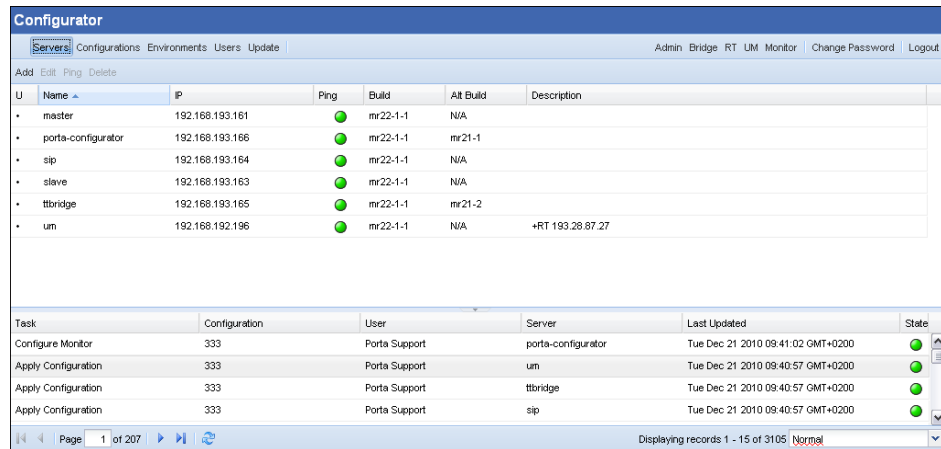 Configurator
Servers Configurations Environments Users Update Admin Bridge RT UM Monitor Change Password Logout
Add Edit Ping Delete
U Name IP Ping Build Alt Build Description
• master 192.168.193.161 mr22-1-1 N/A
• porta-configurator 192.168.193.166 mr22-1-1 mr21-1
• sip 192.168.193.164 mr22-1-1 N/A
• slave 192.168.193.163 mr22-1-1 N/A
• ttbridge 192.168.193.165 mr22-1-1 mr21-2
• um 192.168.192.196 mr22-1-1 N/A +RT 193.28.87.27
Task Configuration User Server Last Updated State
Configure Monitor 333 Porta Support porta-configurator Tue Dec 21 2010 09:41:02 GMT+0200
Apply Configuration 333 Porta Support um Tue Dec 21 2010 09:40:57 GMT+0200
Apply Configuration 333 Porta Support ttbridge Tue Dec 21 2010 09:40:57 GMT+0200
Apply Configuration 333 Porta Support sip Tue Dec 21 2010 09:40:57 GMT+0200
Page 1 of 207 Displaying records 1 - 15 of 3105 Normal